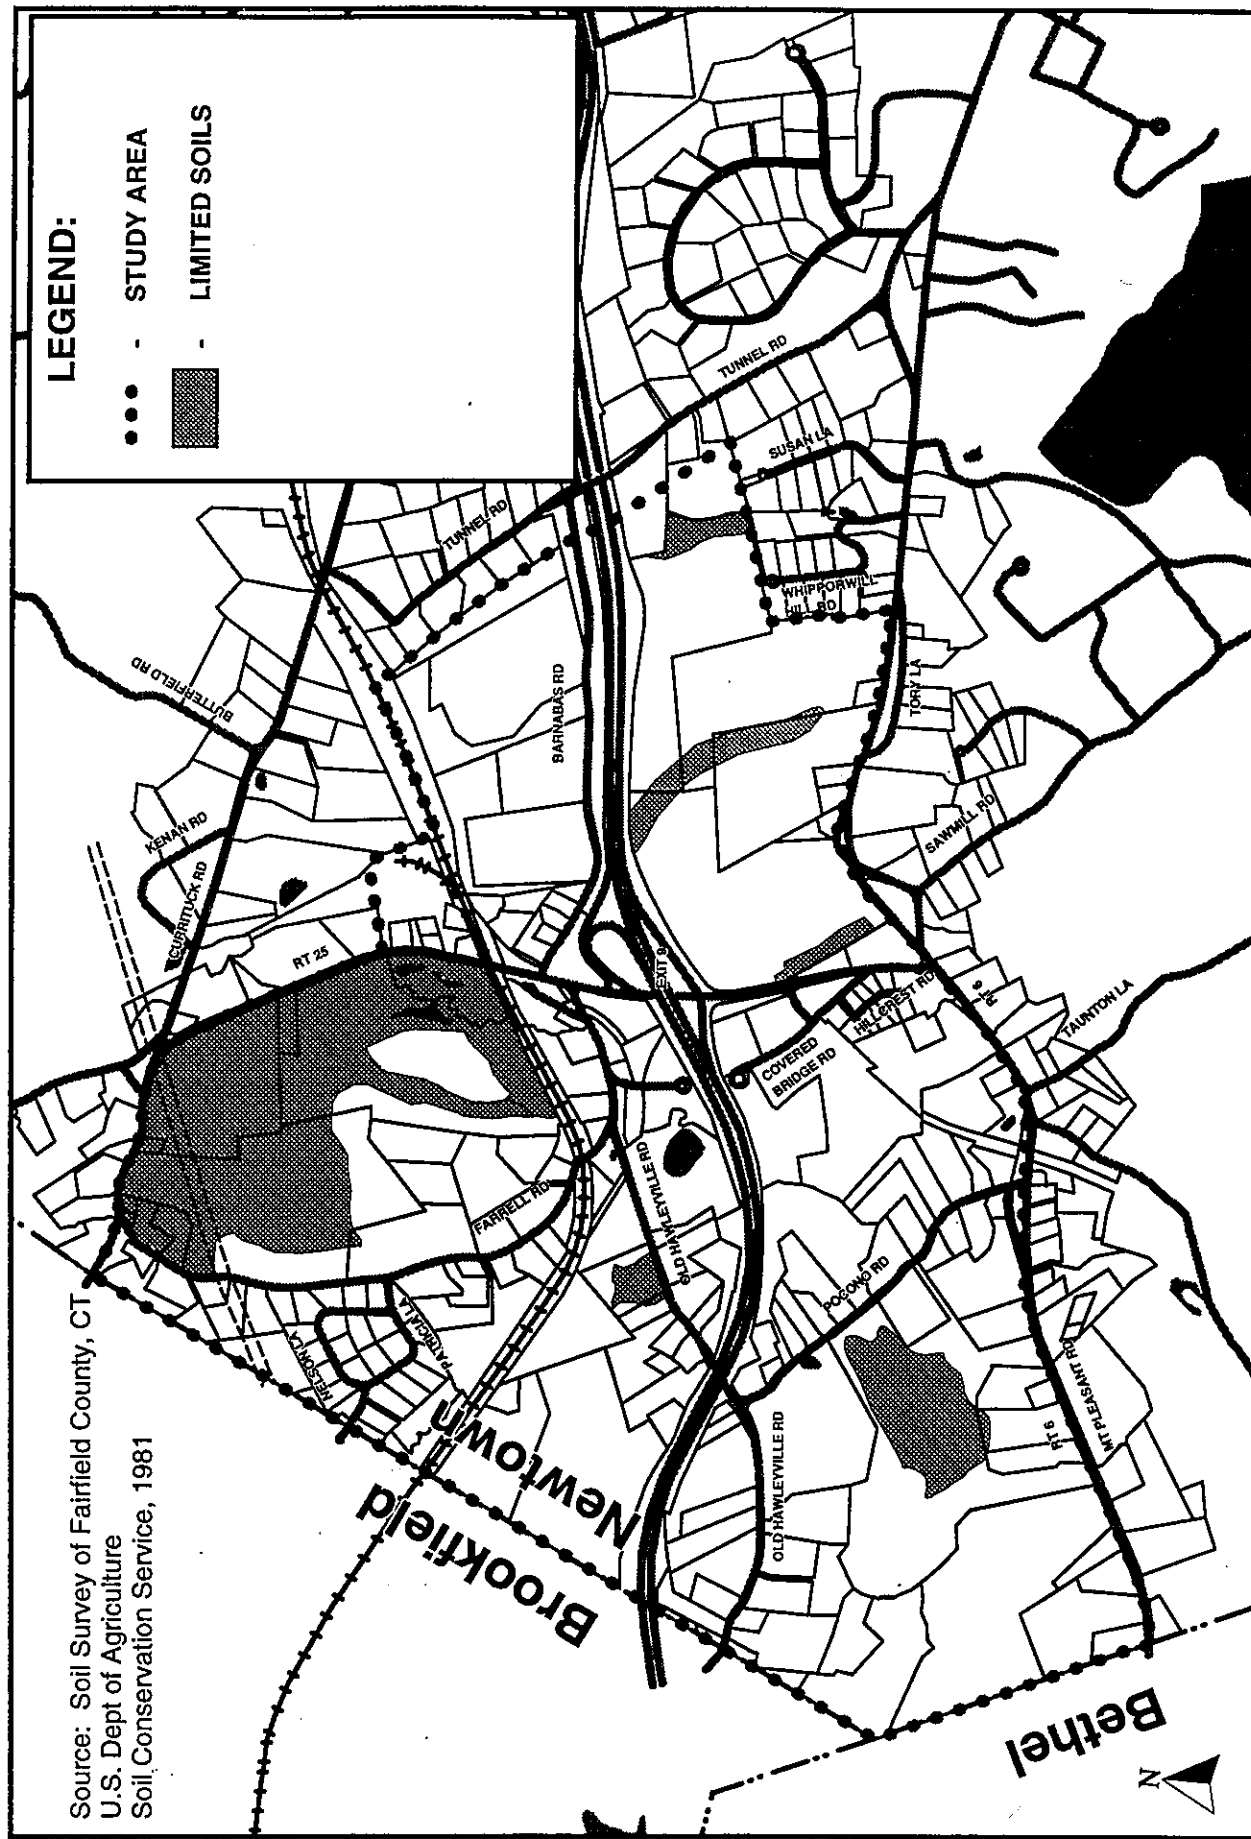 Source: Soil Survey of Fairfield County, CT
U.S. Dept of Agriculture
Soil Conservation Service, 1981
LEGEND:
- STUDY AREA
- LIMITED SOILS
BUTTERFIELD RD
KENAN RD
CURRITUCK RD
RT 25
TUNNEL RD
BARNABAS RD
TUNNEL RD
SUSAN LA
WHIPPORWILL
HILL RD
TORY LA
SAWMILL RD
EXIT 9
HILLCREST RD
COVERED
BRIDGE RD
RT 6
TAUNTON LA
FARRELL RD
OLD HAWLEYVILLE RD
NELSON LA
PATRICIA LA
POCONO RD
OLD HAWLEYVILLE RD
RT 6
MT PLEASANT RD
Brookfield
Newtown
Bethel
N